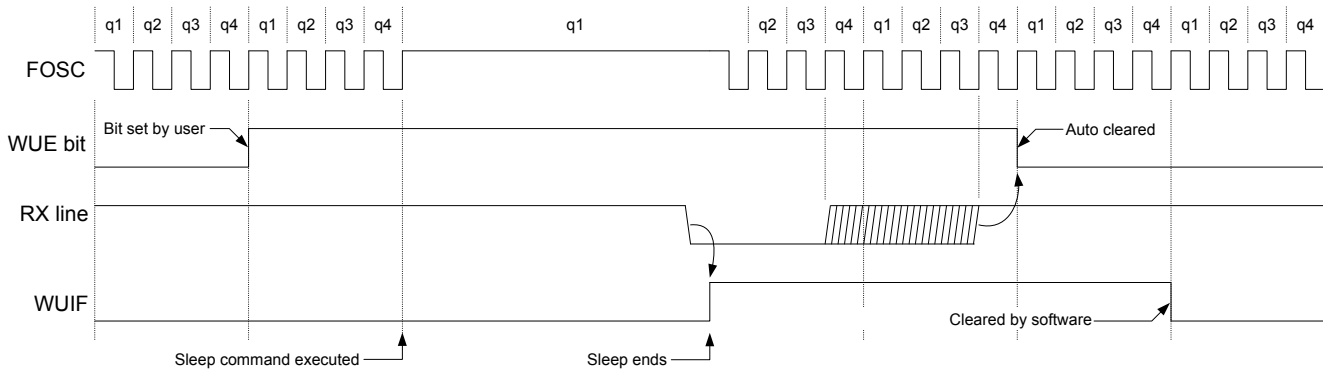 q1 q2 q3 q4 q1 q2 q3 q4 q1 q2 q3 q4 q1 q2 q3 q4 q1 q2 q3 q4 q1 q2 q3 q4
FOSC
Bit set by user
Auto cleared
WUE bit
RX line
WUIF
Cleared by software
Sleep command executed
Sleep ends